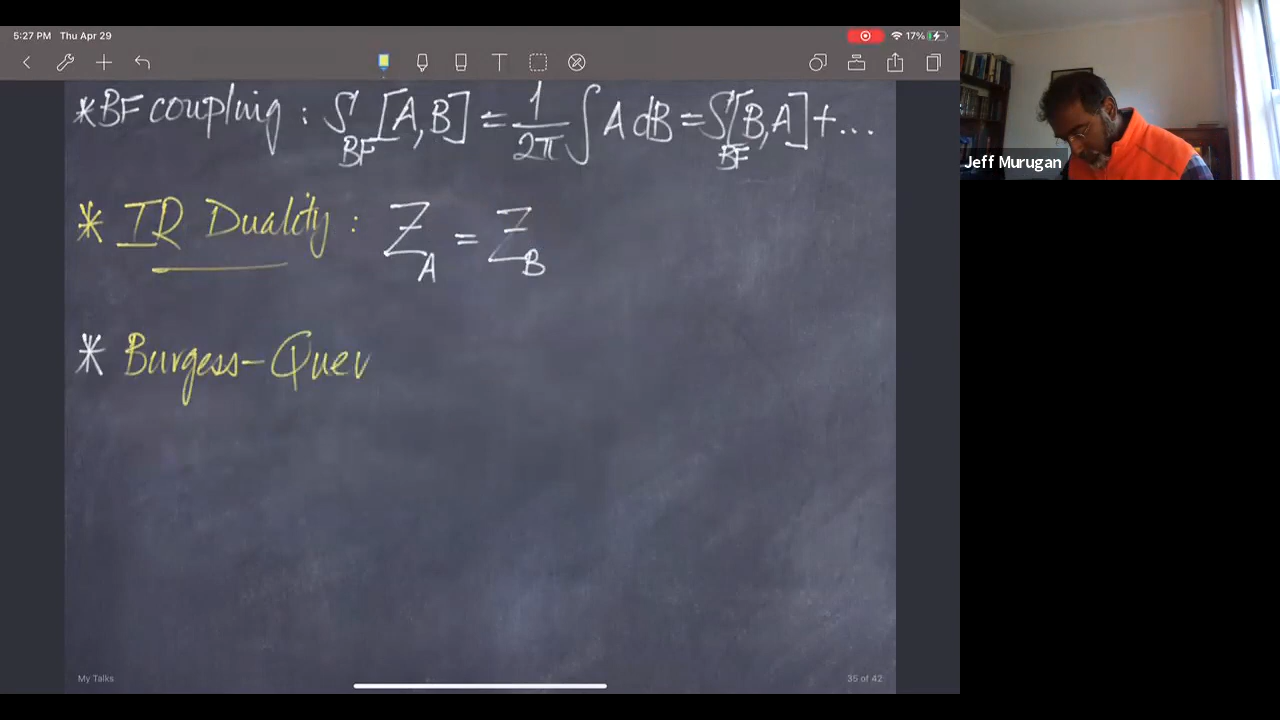 5:27 PM Thu Apr 29
17%
*BF coupling : S_BF [A,B] = 1/2π ∫ A dB = S_BF [B,A] + ...
* IR Duality : Z_A = Z_B
* Burgess-Quev
My Talks
35 of 42
Jeff Murugan